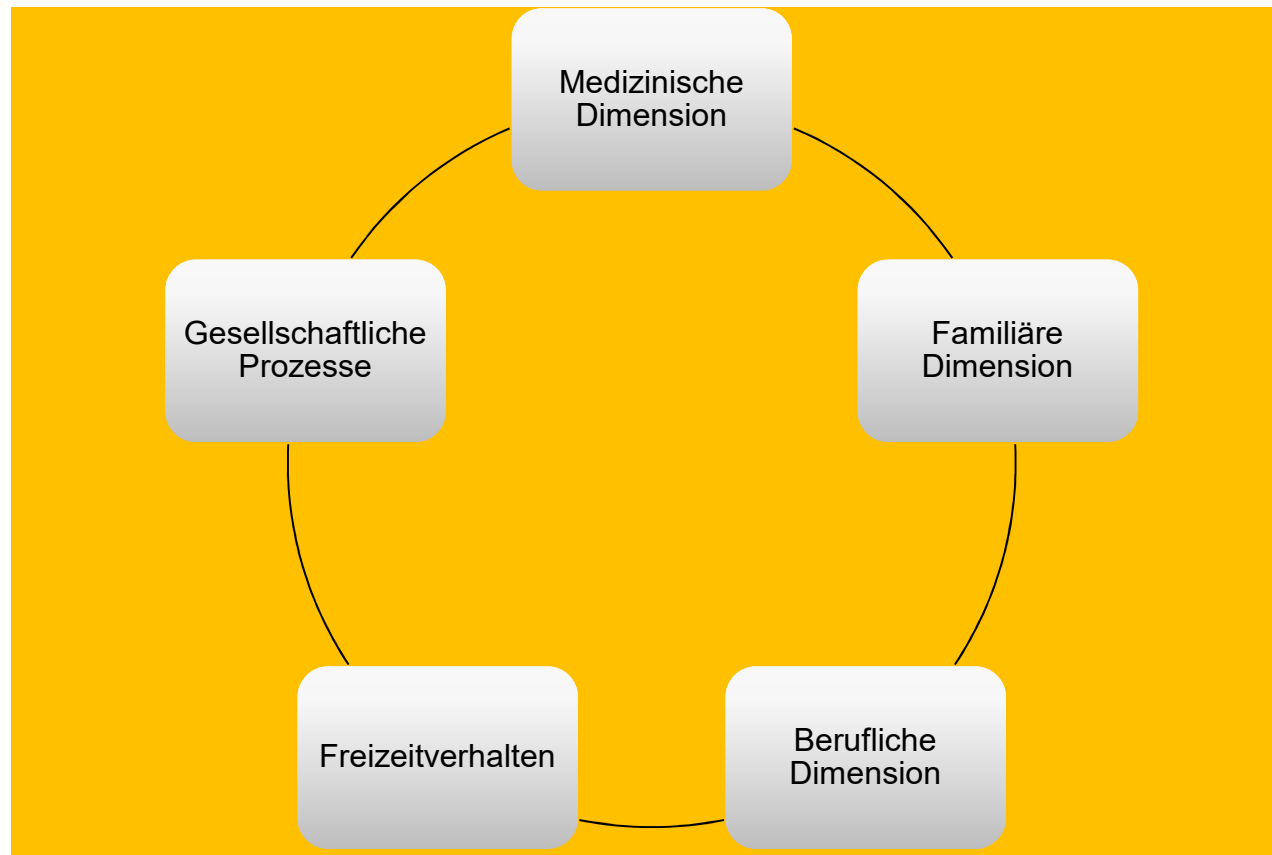 Medizinische
Dimension
Familiäre
Dimension
Berufliche
Dimension
Freizeitverhalten
Gesellschaftliche
Prozesse